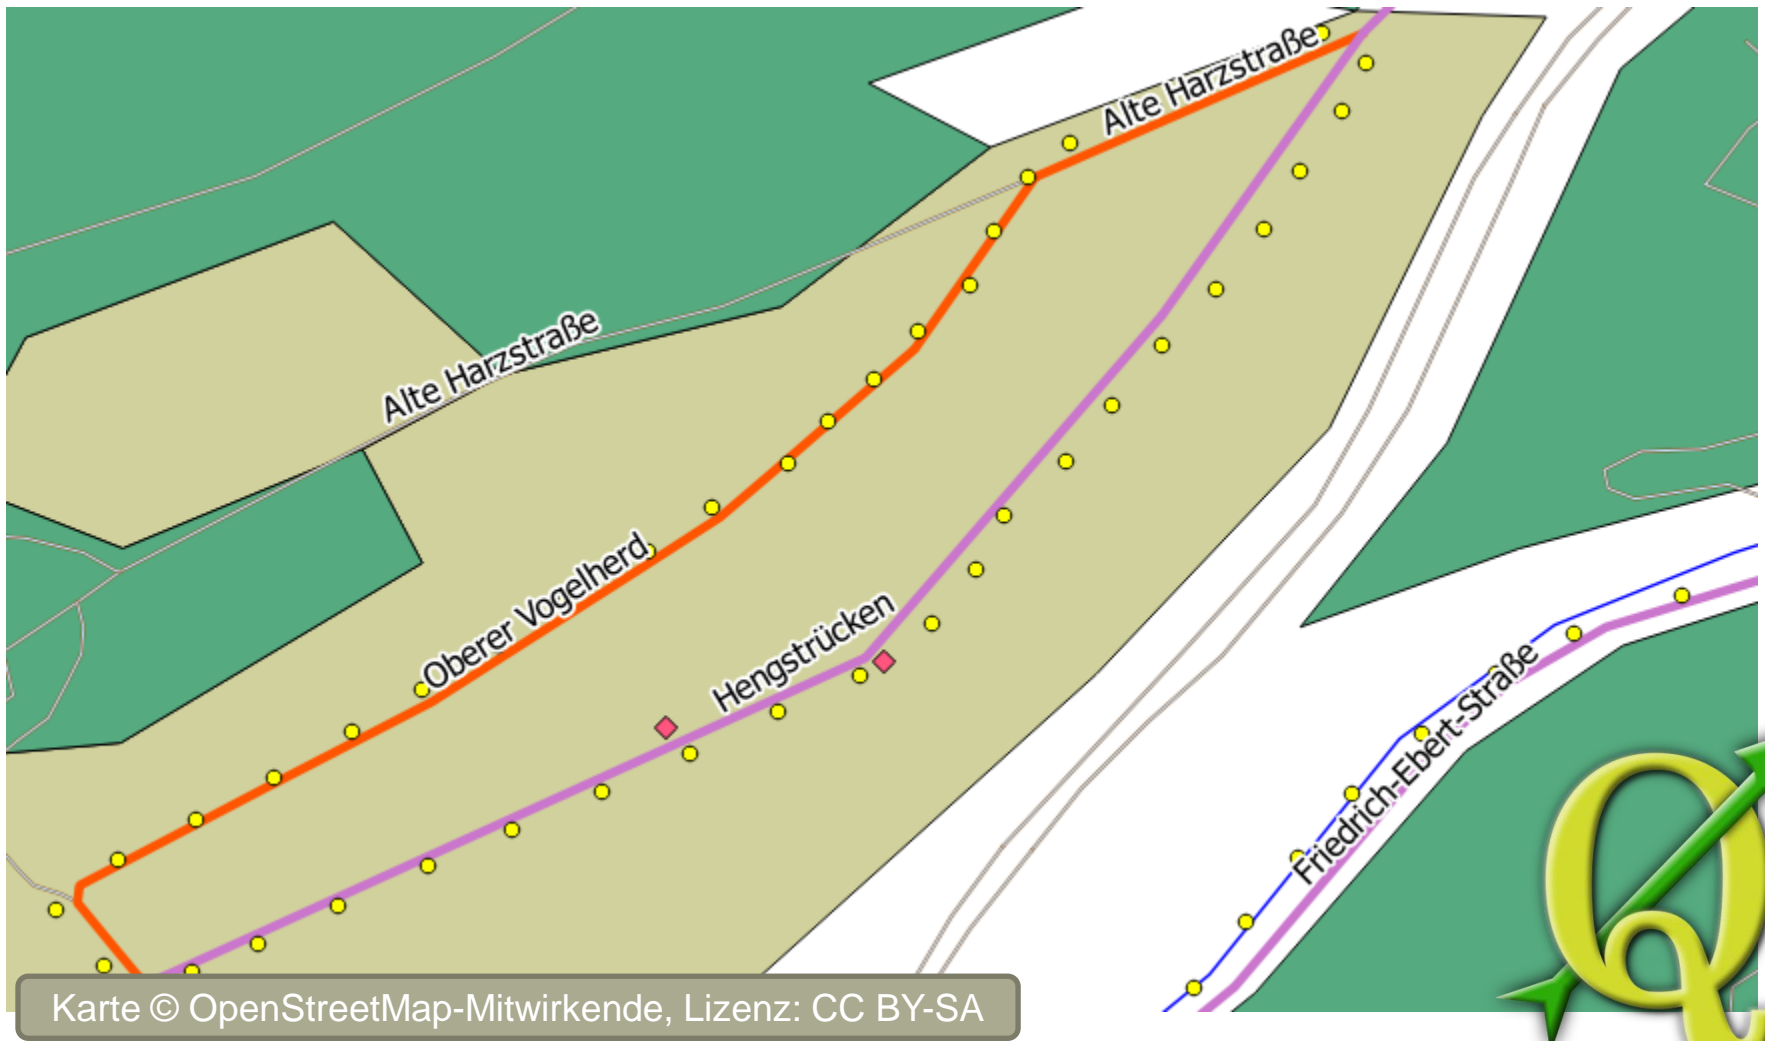 Alte Harzstraße
Alte Harzstraße
Oberer Vogelherd
Hengstrücken
Friedrich-Ebert-Straße
Karte © OpenStreetMap-Mitwirkende, Lizenz: CC BY-SA